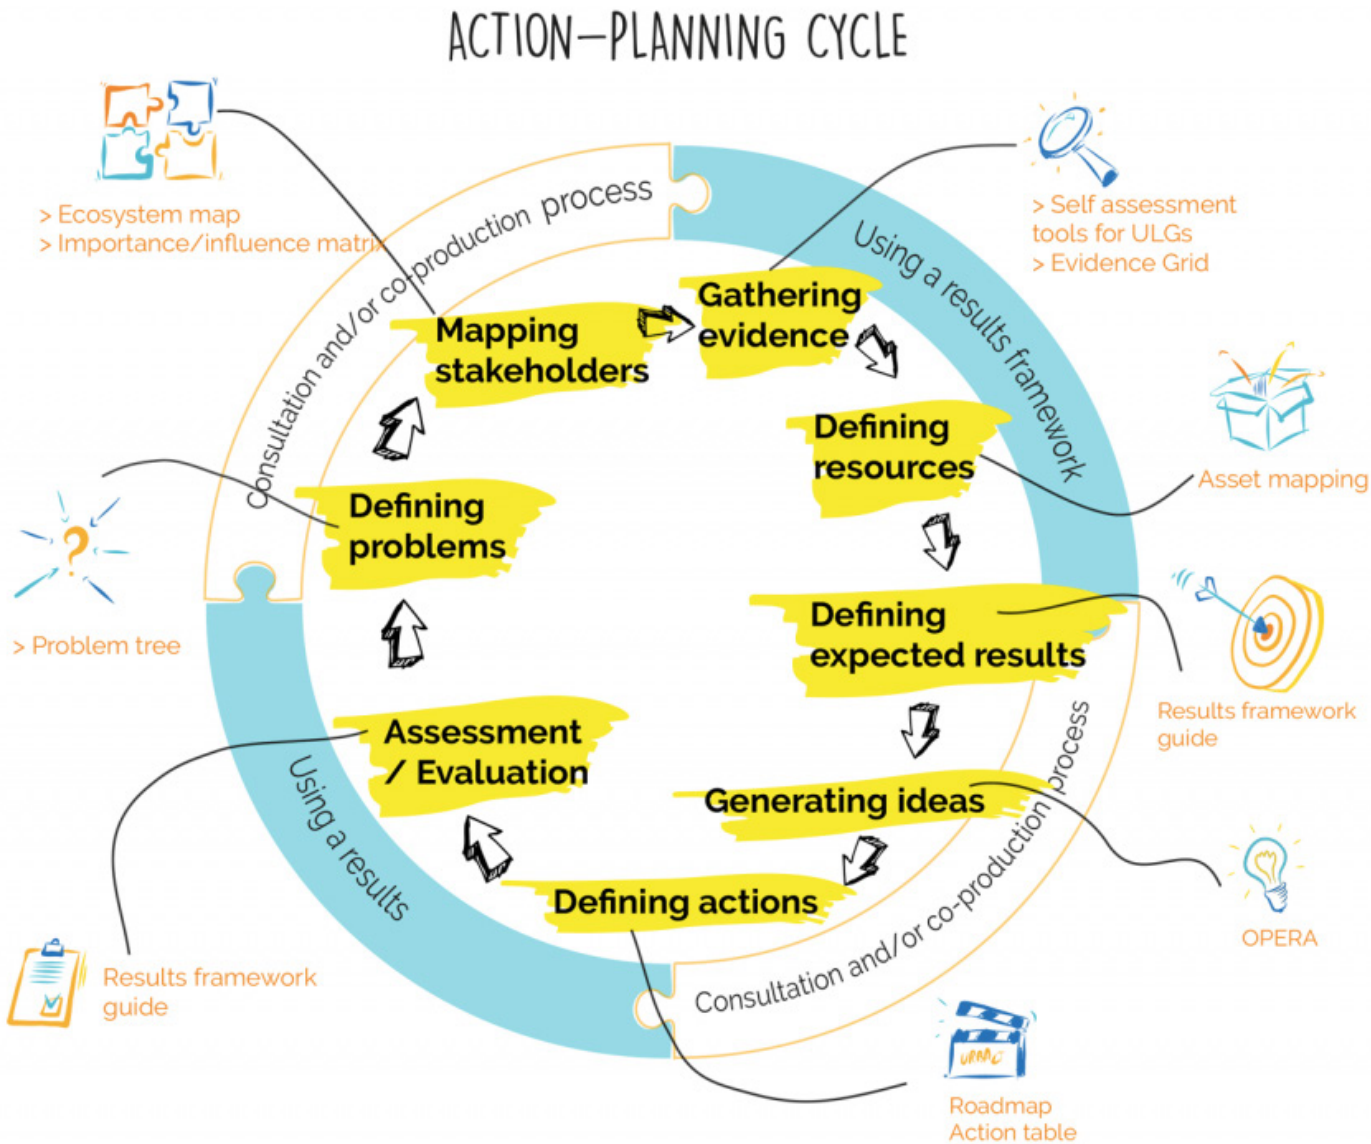 ACTION-PLANNING CYCLE
> Ecosystem map
> Importance/influence matrix
> Self assessment
tools for ULGs
> Evidence Grid
Consultation and/or co-production process
Using a results framework
Gathering
evidence
Mapping
stakeholders
Defining
resources
Asset mapping
Defining
problems
> Problem tree
Defining
expected results
Results framework
guide
Assessment
/ Evaluation
Generating ideas
Using a results
Defining actions
Consultation and/or co-production process
OPERA
Results framework
guide
Roadmap
Action table